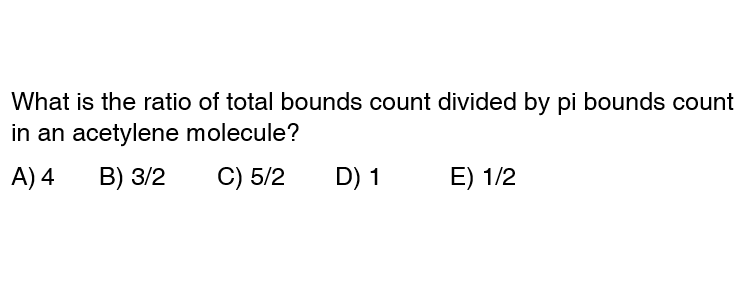 What is the ratio of total bounds count divided by pi bounds count
in an acetylene molecule?
A) 4 B) 3/2 C) 5/2 D) 1 E) 1/2